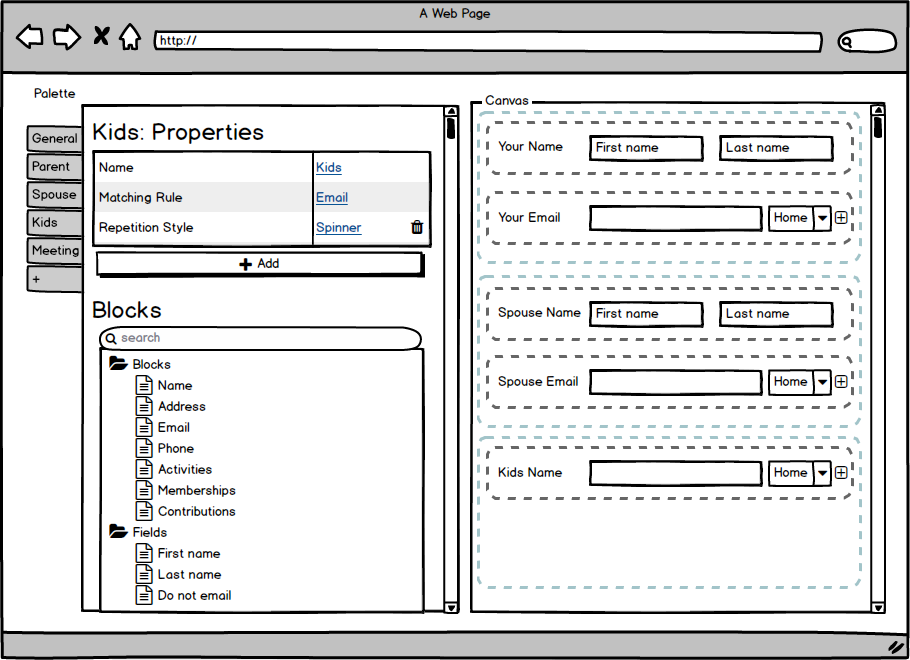 A Web Page
http://
Palette
General
Parent
Spouse
Kids
Meeting
+
Kids: Properties
Name Kids
Matching Rule Email
Repetition Style Spinner
+ Add
Blocks
search
Blocks
Name
Address
Email
Phone
Activities
Memberships
Contributions
Fields
First name
Last name
Do not email
Canvas
Your Name First name Last name
Your Email Home
Spouse Name First name Last name
Spouse Email Home
Kids Name Home